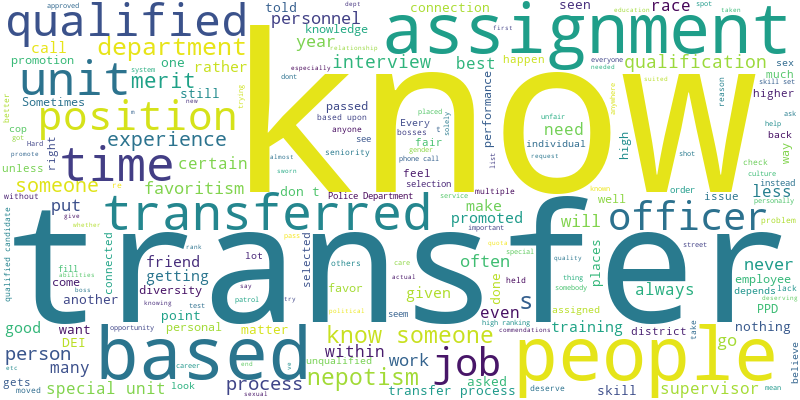 dept
approved
qualified
told
personnel
connection
seen
race
education
spot
taken
know
assignment
knowledge
relationship
first
call
department
year
interview
happen
everyone
needed
qualification
sex
promotion
one
rather
best
especially
dont
skill set
much
unit
merit
system
still
trying
reason
higher
Sometimes
new
passed
based upon
Every
placed
performance
suited
anywhere
better
position
m
anyone
bosses
t
solely
unfair
gender
ask
cop
got
experience
see
fair
need
individual
high
help
back
Hard
right
seniority
phone call
list
request
shot
check
way
promote
time
almost
culture
unless
certain
sworn
feel
selection
known
instead
someone
re
favoritism
don t
Police Department
service
multiple
order
issue
less
personally
without
put
make
important
well
problem
give
whether
transferred
promoted
will
officer
transfer
qualified candidate
connected
friend
rank
selected
lot
past
others
care
often
special
quality
street
places
never
fill
abilities
getting
diversity
say
favor
actual
done
dont
thing
somebody
always
employee
come
boss
knowing
patrol
try
given
held
even
s
assigned
depends
lack
deserving
another
test
political
PPD
good
opportunity
point
seem
high ranking
commendations
training
district
take
nothing
want
DEI
personal
matter
know someone
go
person
based
within
unqualified
work
job
people
believe
many
career
end
ve
nepotism
asked
deserve
skill
supervisor
mean
etc
gets
moved
special unit
look
process
sexual
transfer process